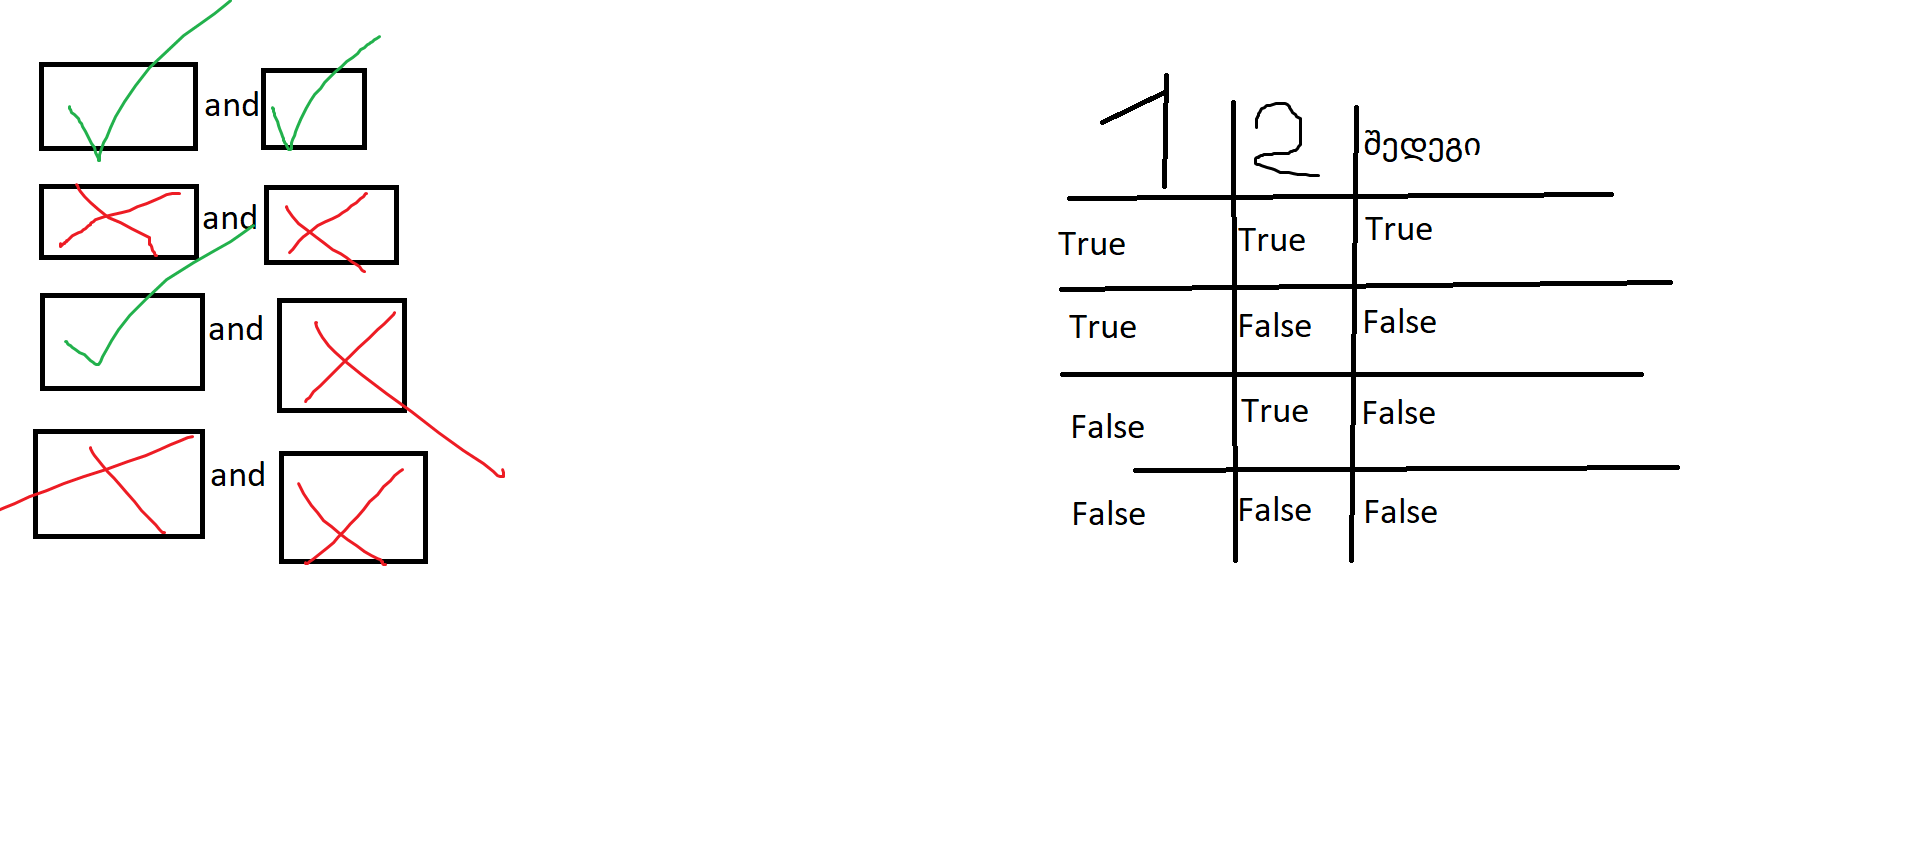 and
and
and
and
1 2 შედეგი
True True True
True False False
False True False
False False False